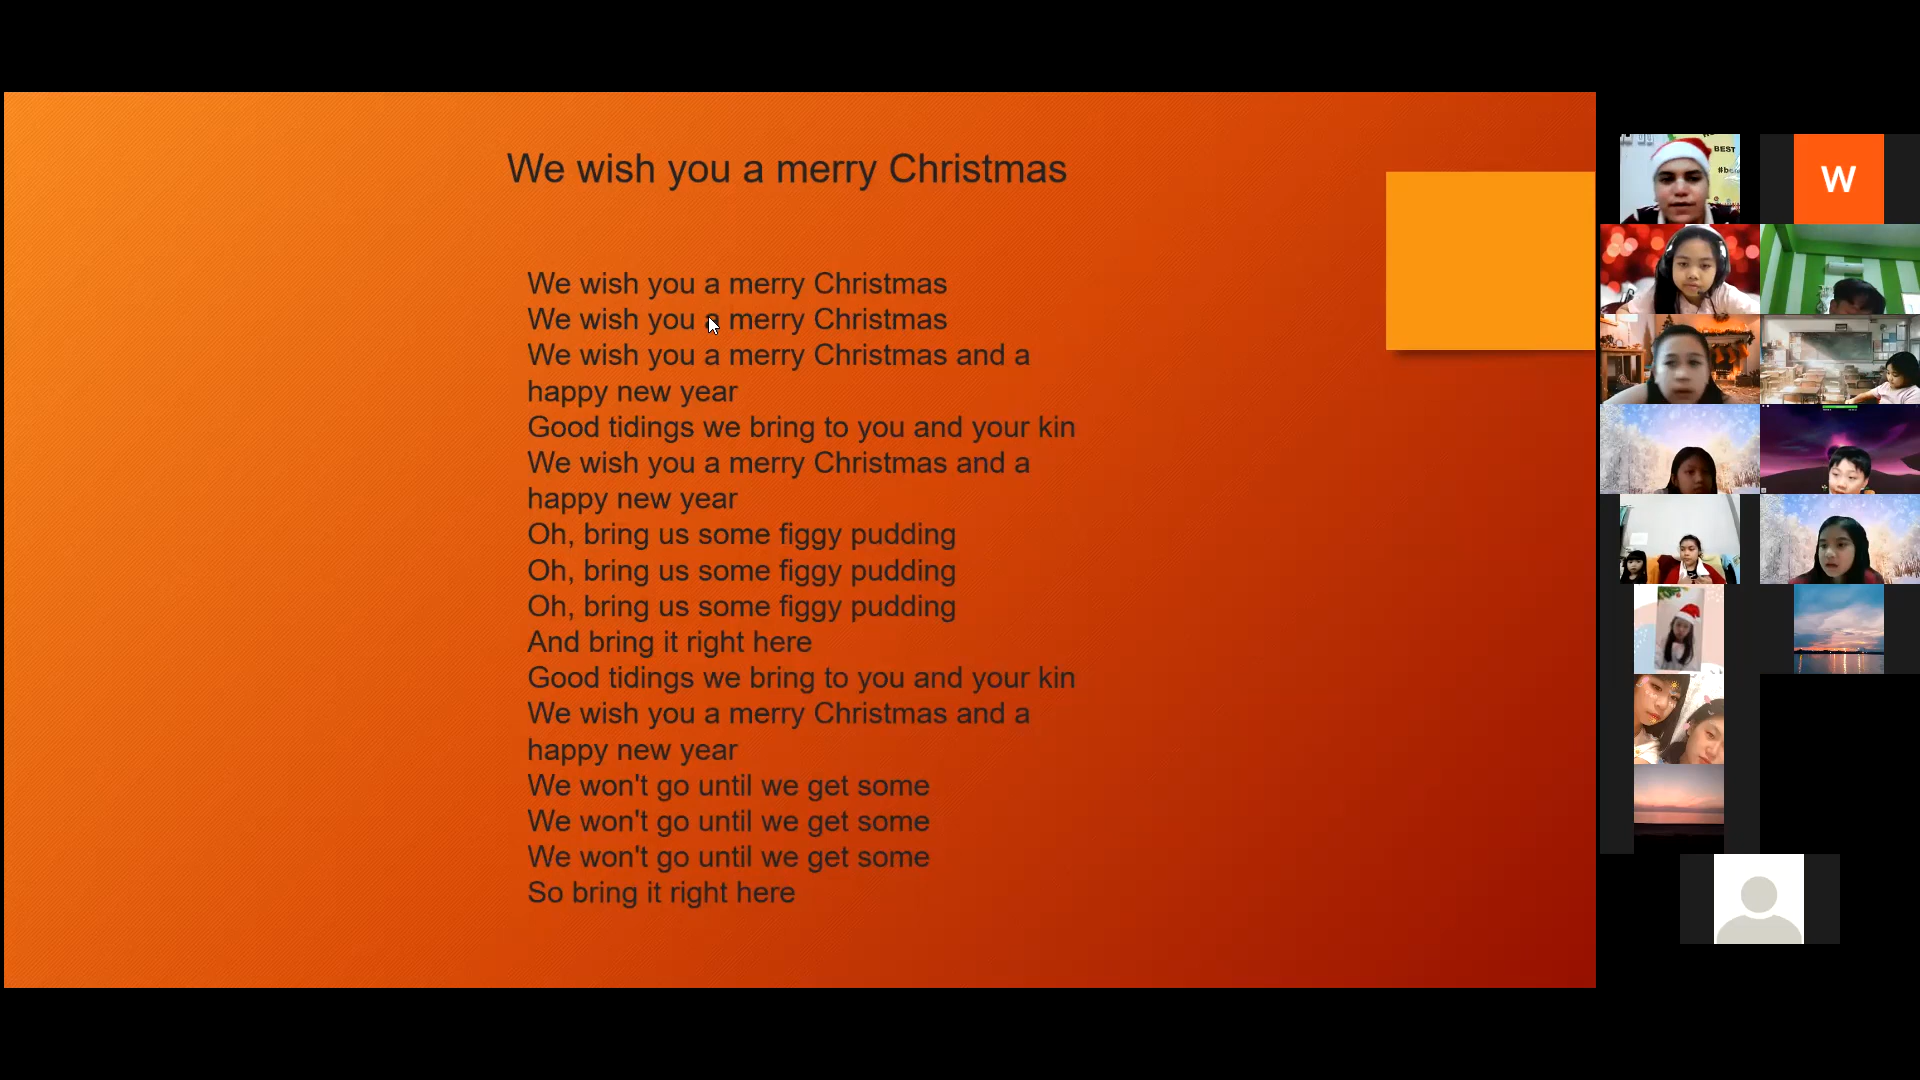 We wish you a merry Christmas
We wish you a merry Christmas
We wish you a merry Christmas
We wish you a merry Christmas and a
happy new year
Good tidings we bring to you and your kin
We wish you a merry Christmas and a
happy new year
Oh, bring us some figgy pudding
Oh, bring us some figgy pudding
Oh, bring us some figgy pudding
And bring it right here
Good tidings we bring to you and your kin
We wish you a merry Christmas and a
happy new year
We won't go until we get some
We won't go until we get some
We won't go until we get some
So bring it right here
BEST
W